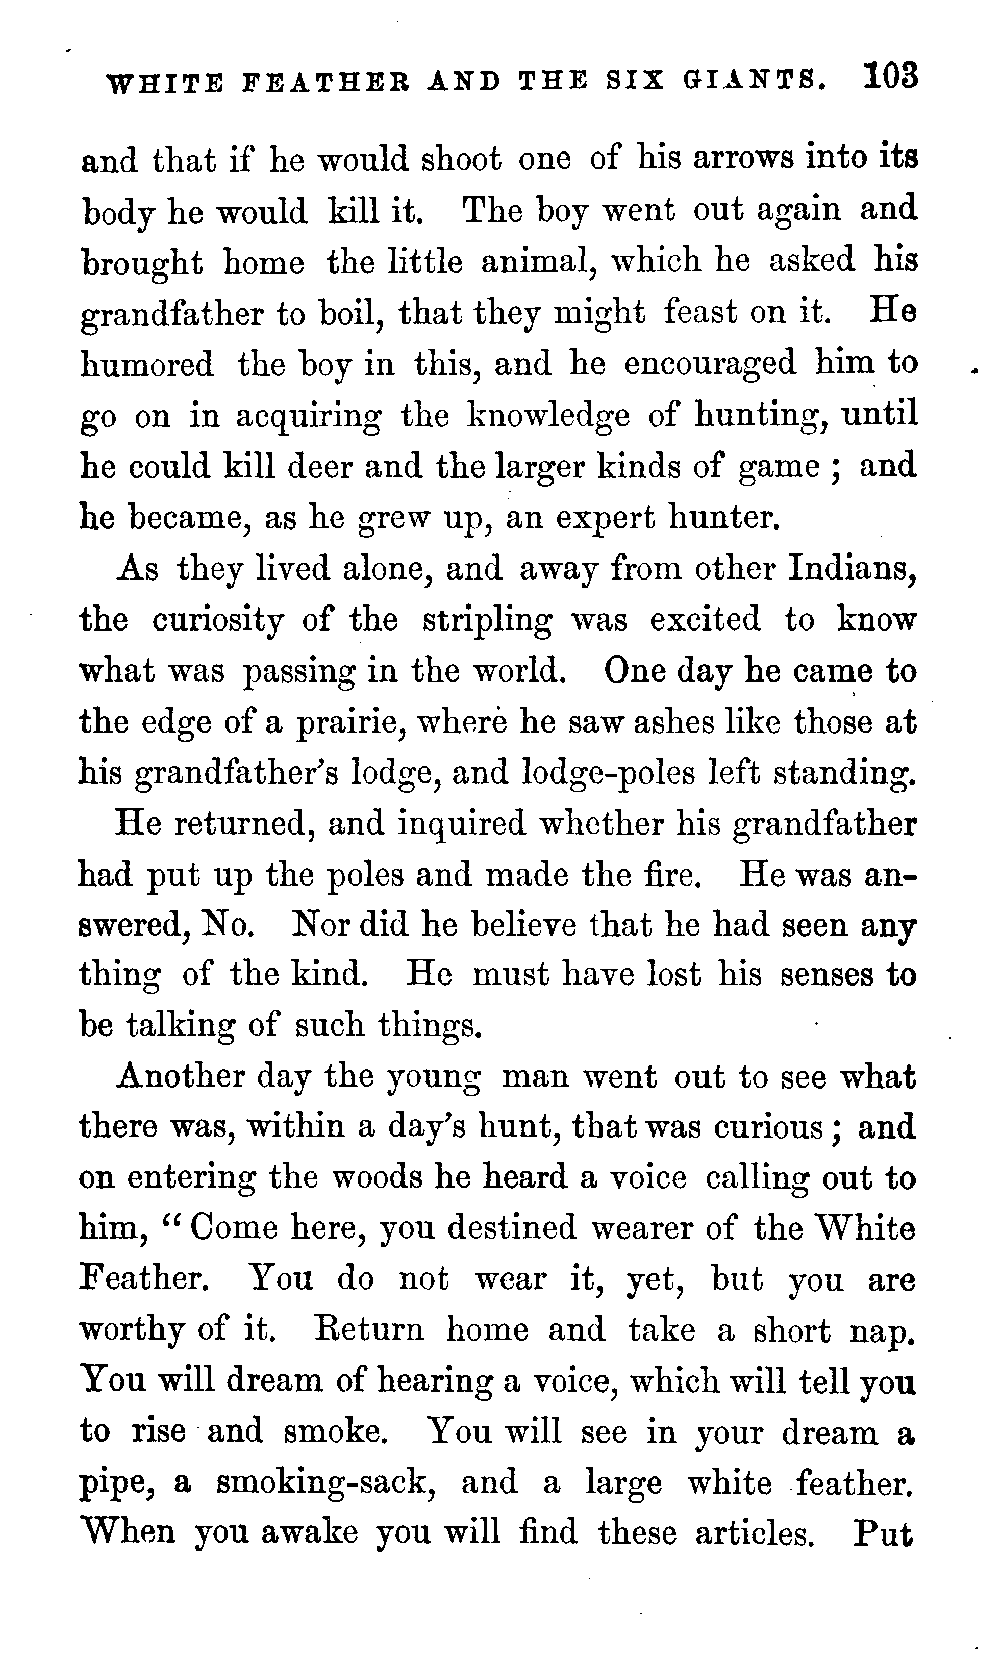 WHITE FEATHER AND THE SIX GIANTS. 103
and that if he would shoot one of his arrows into its
body he would kill it. The boy went out again and
brought home the little animal, which he asked his
grandfather to boil, that they might feast on it. He
humored the boy in this, and he encouraged him to
go on in acquiring the knowledge of hunting, until
he could kill deer and the larger kinds of game ; and
he became, as he grew up, an expert hunter.
As they lived alone, and away from other Indians,
the curiosity of the stripling was excited to know
what was passing in the world. One day he came to
the edge of a prairie, where he saw ashes like those at
his grandfather's lodge, and lodge-poles left standing.
He returned, and inquired whether his grandfather
had put up the poles and made the fire. He was an-
swered, No. Nor did he believe that he had seen any
thing of the kind. He must have lost his senses to
be talking of such things.
Another day the young man went out to see what
there was, within a day's hunt, that was curious ; and
on entering the woods he heard a voice calling out to
him, “ Come here, you destined wearer of the White
Feather. You do not wear it, yet, but you are
worthy of it. Return home and take a short nap.
You will dream of hearing a voice, which will tell you
to rise and smoke. You will see in your dream a
pipe, a smoking-sack, and a large white feather.
When you awake you will find these articles. Put